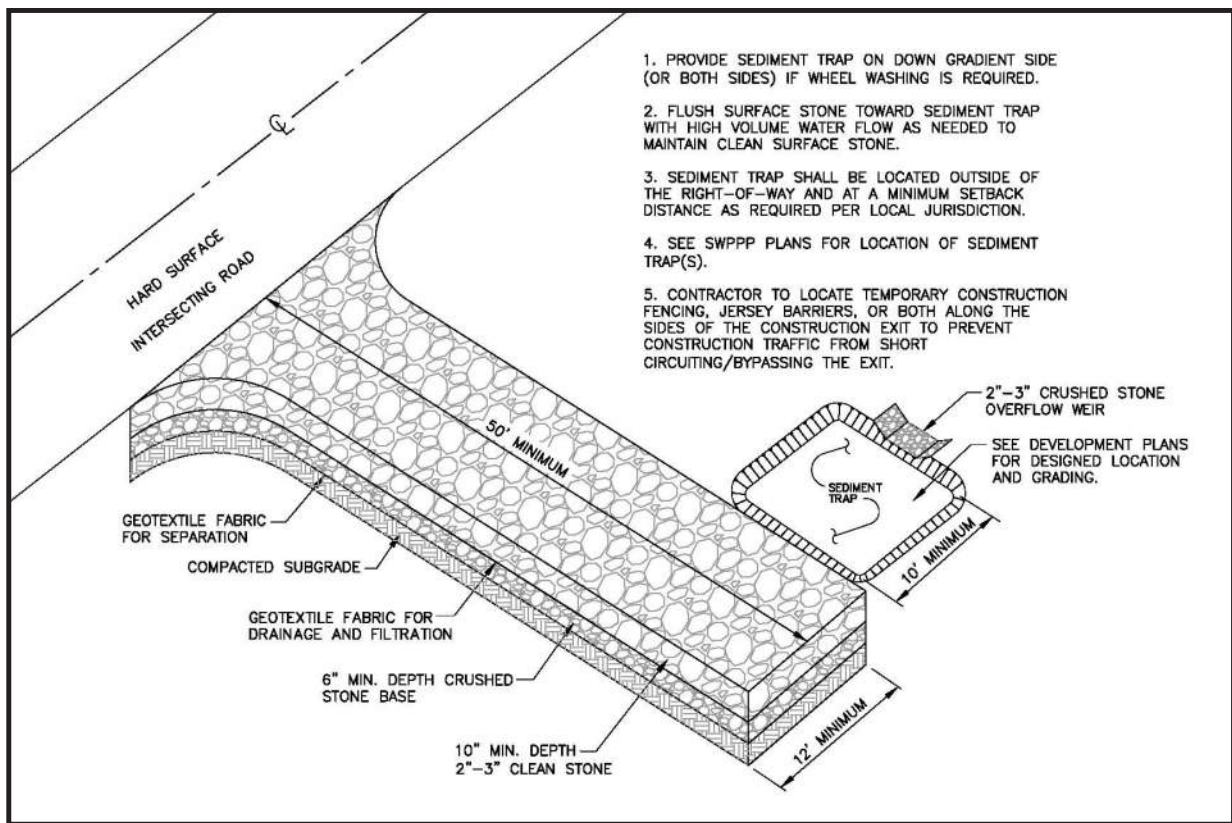 1. PROVIDE SEDIMENT TRAP ON DOWN GRADIENT SIDE
(OR BOTH SIDES) IF WHEEL WASHING IS REQUIRED.
2. FLUSH SURFACE STONE TOWARD SEDIMENT TRAP
WITH HIGH VOLUME WATER FLOW AS NEEDED TO
MAINTAIN CLEAN SURFACE STONE.
3. SEDIMENT TRAP SHALL BE LOCATED OUTSIDE OF
THE RIGHT-OF-WAY AND AT A MINIMUM SETBACK
DISTANCE AS REQUIRED PER LOCAL JURISDICTION.
4. SEE SWPPP PLANS FOR LOCATION OF SEDIMENT
TRAP(S).
5. CONTRACTOR TO LOCATE TEMPORARY CONSTRUCTION
FENCING, JERSEY BARRIERS, OR BOTH ALONG THE
SIDES OF THE CONSTRUCTION EXIT TO PREVENT
CONSTRUCTION TRAFFIC FROM SHORT
CIRCUITING/BYPASSING THE EXIT.
℄
HARD SURFACE
INTERSECTING ROAD
50' MINIMUM
2"-3" CRUSHED STONE
OVERFLOW WEIR
SEE DEVELOPMENT PLANS
FOR DESIGNED LOCATION
AND GRADING.
SEDIMENT
TRAP
10' MINIMUM
GEOTEXTILE FABRIC
FOR SEPARATION
COMPACTED SUBGRADE
GEOTEXTILE FABRIC FOR
DRAINAGE AND FILTRATION
6" MIN. DEPTH CRUSHED
STONE BASE
10" MIN. DEPTH
2"-3" CLEAN STONE
12' MINIMUM